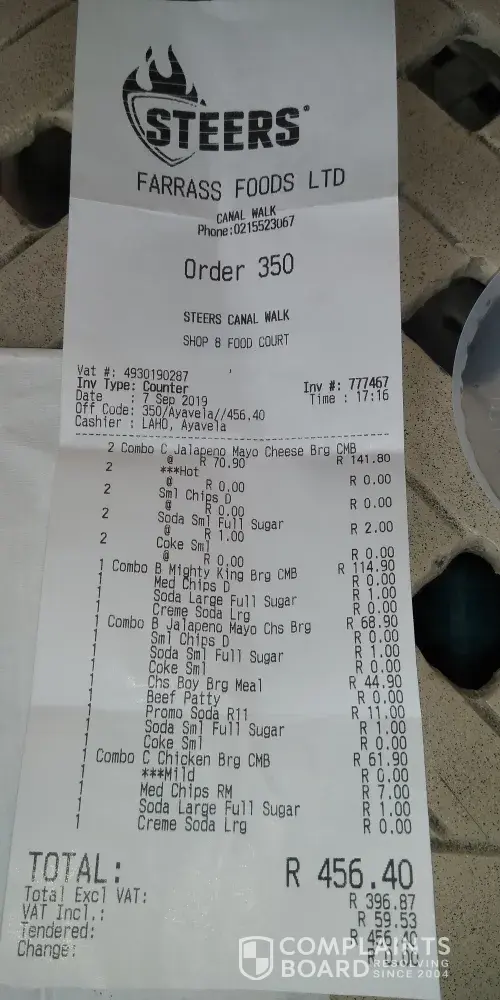 STEERS®
FARRASS FOODS LTD
CANAL WALK
Phone:0215523067
Order 350
STEERS CANAL WALK
SHOP 8 FOOD COURT
Vat #: 4930190287
Inv Type: Counter Inv #: 777467
Date : 7 Sep 2019 Time : 17:16
Off Code: 350/Ayavela//456.40
Cashier : LAHO, Ayavela
2 Combo C Jalapeno Mayo Cheese Brg CMB
@ R 70.90 R 141.80
2 ***Hot
@ R 0.00 R 0.00
2 Sml Chips D
@ R 0.00 R 0.00
2 Soda Sml Full Sugar
@ R 1.00 R 2.00
2 Coke Sml
@ R 0.00 R 0.00
1 Combo B Mighty King Brg CMB R 114.90
1 Med Chips D R 0.00
1 Soda Large Full Sugar R 1.00
1 Creme Soda Lrg R 0.00
1 Combo B Jalapeno Mayo Chs Brg R 68.90
1 Sml Chips D R 0.00
1 Soda Sml Full Sugar R 1.00
1 Coke Sml R 0.00
1 Chs Boy Brg Meal R 44.90
1 Beef Patty R 0.00
1 Promo Soda R11 R 11.00
1 Soda Sml Full Sugar R 1.00
1 Coke Sml R 0.00
1 Combo C Chicken Brg CMB R 61.90
1 ***Mild R 0.00
1 Med Chips RM R 7.00
1 Soda Large Full Sugar R 1.00
1 Creme Soda Lrg R 0.00
TOTAL: R 456.40
Total Excl VAT: R 396.87
VAT Incl.: R 59.53
Tendered: R 456.40
Change: R 0.00
COMPLAINTS
BOARD RESOLVING
SINCE 2004